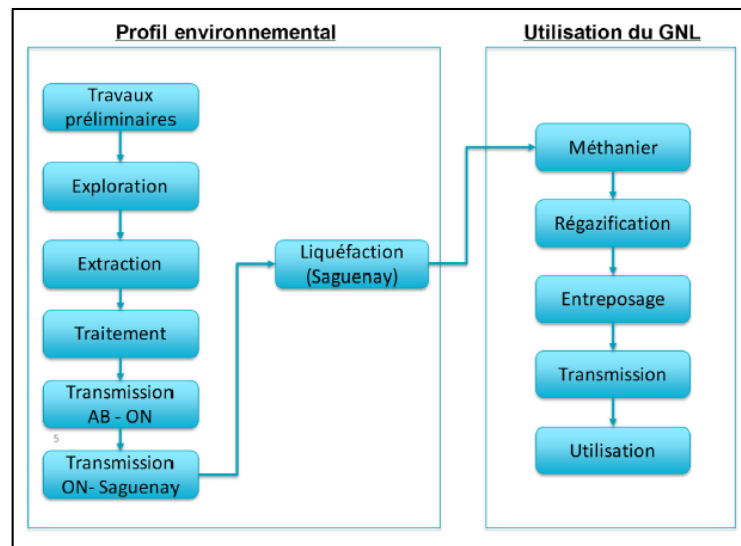 Profil environnemental
Travaux
préliminaires
Exploration
Extraction
Traitement
Transmission
AB - ON
5
Transmission
ON- Saguenay
Liquéfaction
(Saguenay)
Utilisation du GNL
Méthanier
Régazification
Entreposage
Transmission
Utilisation